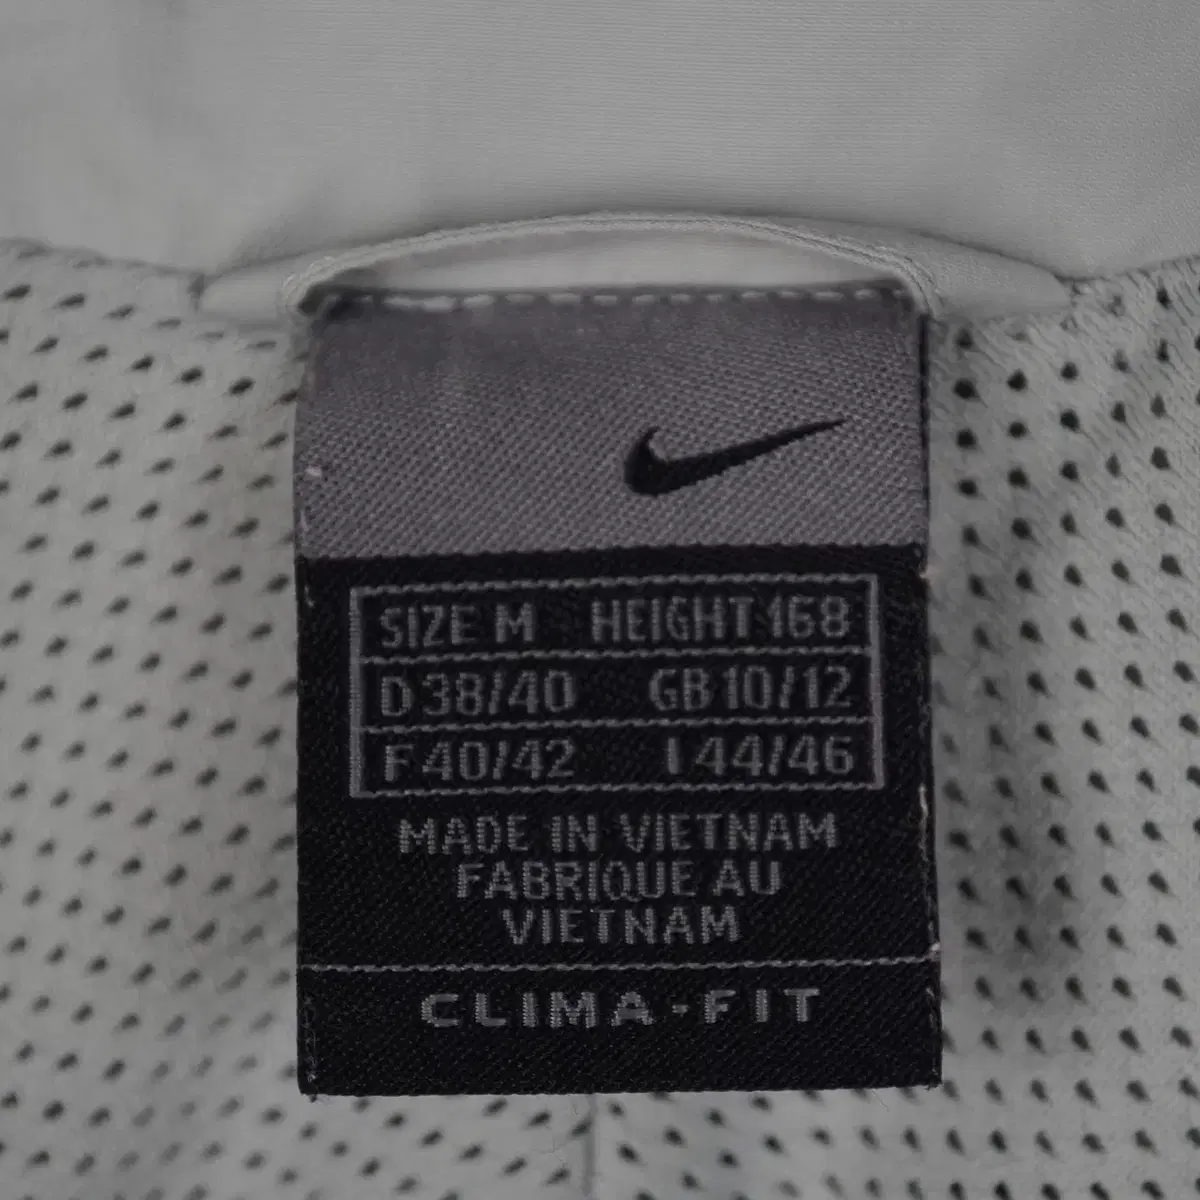 SIZE M HEIGHT 168
D 38/40 GB 10/12
F 40/42 I 44/46
MADE IN VIETNAM
FABRIQUE AU
VIETNAM
CLIMA-FIT